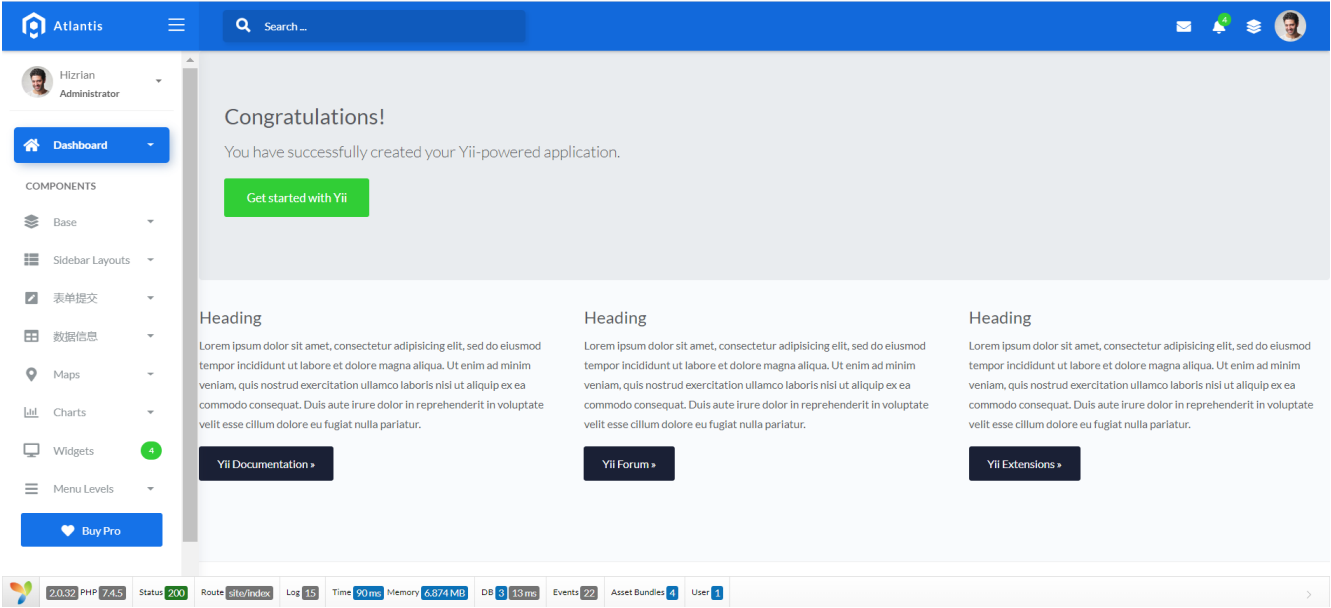 Atlantis
Search ...
4
Hizrian
Administrator
Dashboard
COMPONENTS
Base
Sidebar Layouts
表单提交
数据信息
Maps
Charts
Widgets 4
Menu Levels
Buy Pro
Congratulations!
You have successfully created your Yii-powered application.
Get started with Yii
Heading
Lorem ipsum dolor sit amet, consectetur adipisicing elit, sed do eiusmod
tempor incididunt ut labore et dolore magna aliqua. Ut enim ad minim
veniam, quis nostrud exercitation ullamco laboris nisi ut aliquip ex ea
commodo consequat. Duis aute irure dolor in reprehenderit in voluptate
velit esse cillum dolore eu fugiat nulla pariatur.
Yii Documentation »
Heading
Lorem ipsum dolor sit amet, consectetur adipisicing elit, sed do eiusmod
tempor incididunt ut labore et dolore magna aliqua. Ut enim ad minim
veniam, quis nostrud exercitation ullamco laboris nisi ut aliquip ex ea
commodo consequat. Duis aute irure dolor in reprehenderit in voluptate
velit esse cillum dolore eu fugiat nulla pariatur.
Yii Forum »
Heading
Lorem ipsum dolor sit amet, consectetur adipisicing elit, sed do eiusmod
tempor incididunt ut labore et dolore magna aliqua. Ut enim ad minim
veniam, quis nostrud exercitation ullamco laboris nisi ut aliquip ex ea
commodo consequat. Duis aute irure dolor in reprehenderit in voluptate
velit esse cillum dolore eu fugiat nulla pariatur.
Yii Extensions »
2.0.32 PHP 7.4.5 Status 200 Route site/index Log 15 Time 90 ms Memory 6.874 MB DB 3 13 ms Events 22 Asset Bundles 4 User 1